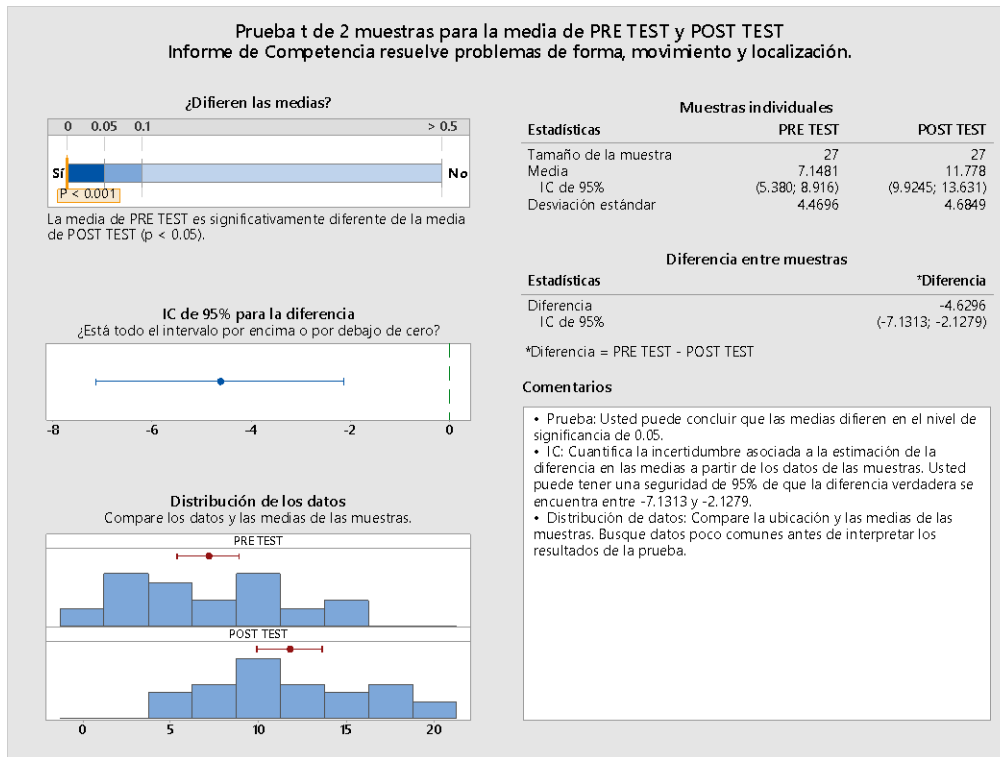 Prueba t de 2 muestras para la media de PRE TEST y POST TEST
Informe de Competencia resuelve problemas de forma, movimiento y localización.
¿Difieren las medias?
0 0.05 0.1 > 0.5
Sí No
P < 0.001
La media de PRE TEST es significativamente diferente de la media
de POST TEST (p < 0.05).
IC de 95% para la diferencia
¿Está todo el intervalo por encima o por debajo de cero?
-8 -6 -4 -2 0
Distribución de los datos
Compare los datos y las medias de las muestras.
PRE TEST
POST TEST
0 5 10 15 20
Muestras individuales
Estadísticas PRE TEST POST TEST
Tamaño de la muestra 27 27
Media 7.1481 11.778
IC de 95% (5.380; 8.916) (9.9245; 13.631)
Desviación estándar 4.4696 4.6849
Diferencia entre muestras
Estadísticas *Diferencia
Diferencia -4.6296
IC de 95% (-7.1313; -2.1279)
*Diferencia = PRE TEST - POST TEST
Comentarios
• Prueba: Usted puede concluir que las medias difieren en el nivel de
significancia de 0.05.
• IC: Cuantifica la incertidumbre asociada a la estimación de la
diferencia en las medias a partir de los datos de las muestras. Usted
puede tener una seguridad de 95% de que la diferencia verdadera se
encuentra entre -7.1313 y -2.1279.
• Distribución de datos: Compare la ubicación y las medias de las
muestras. Busque datos poco comunes antes de interpretar los
resultados de la prueba.